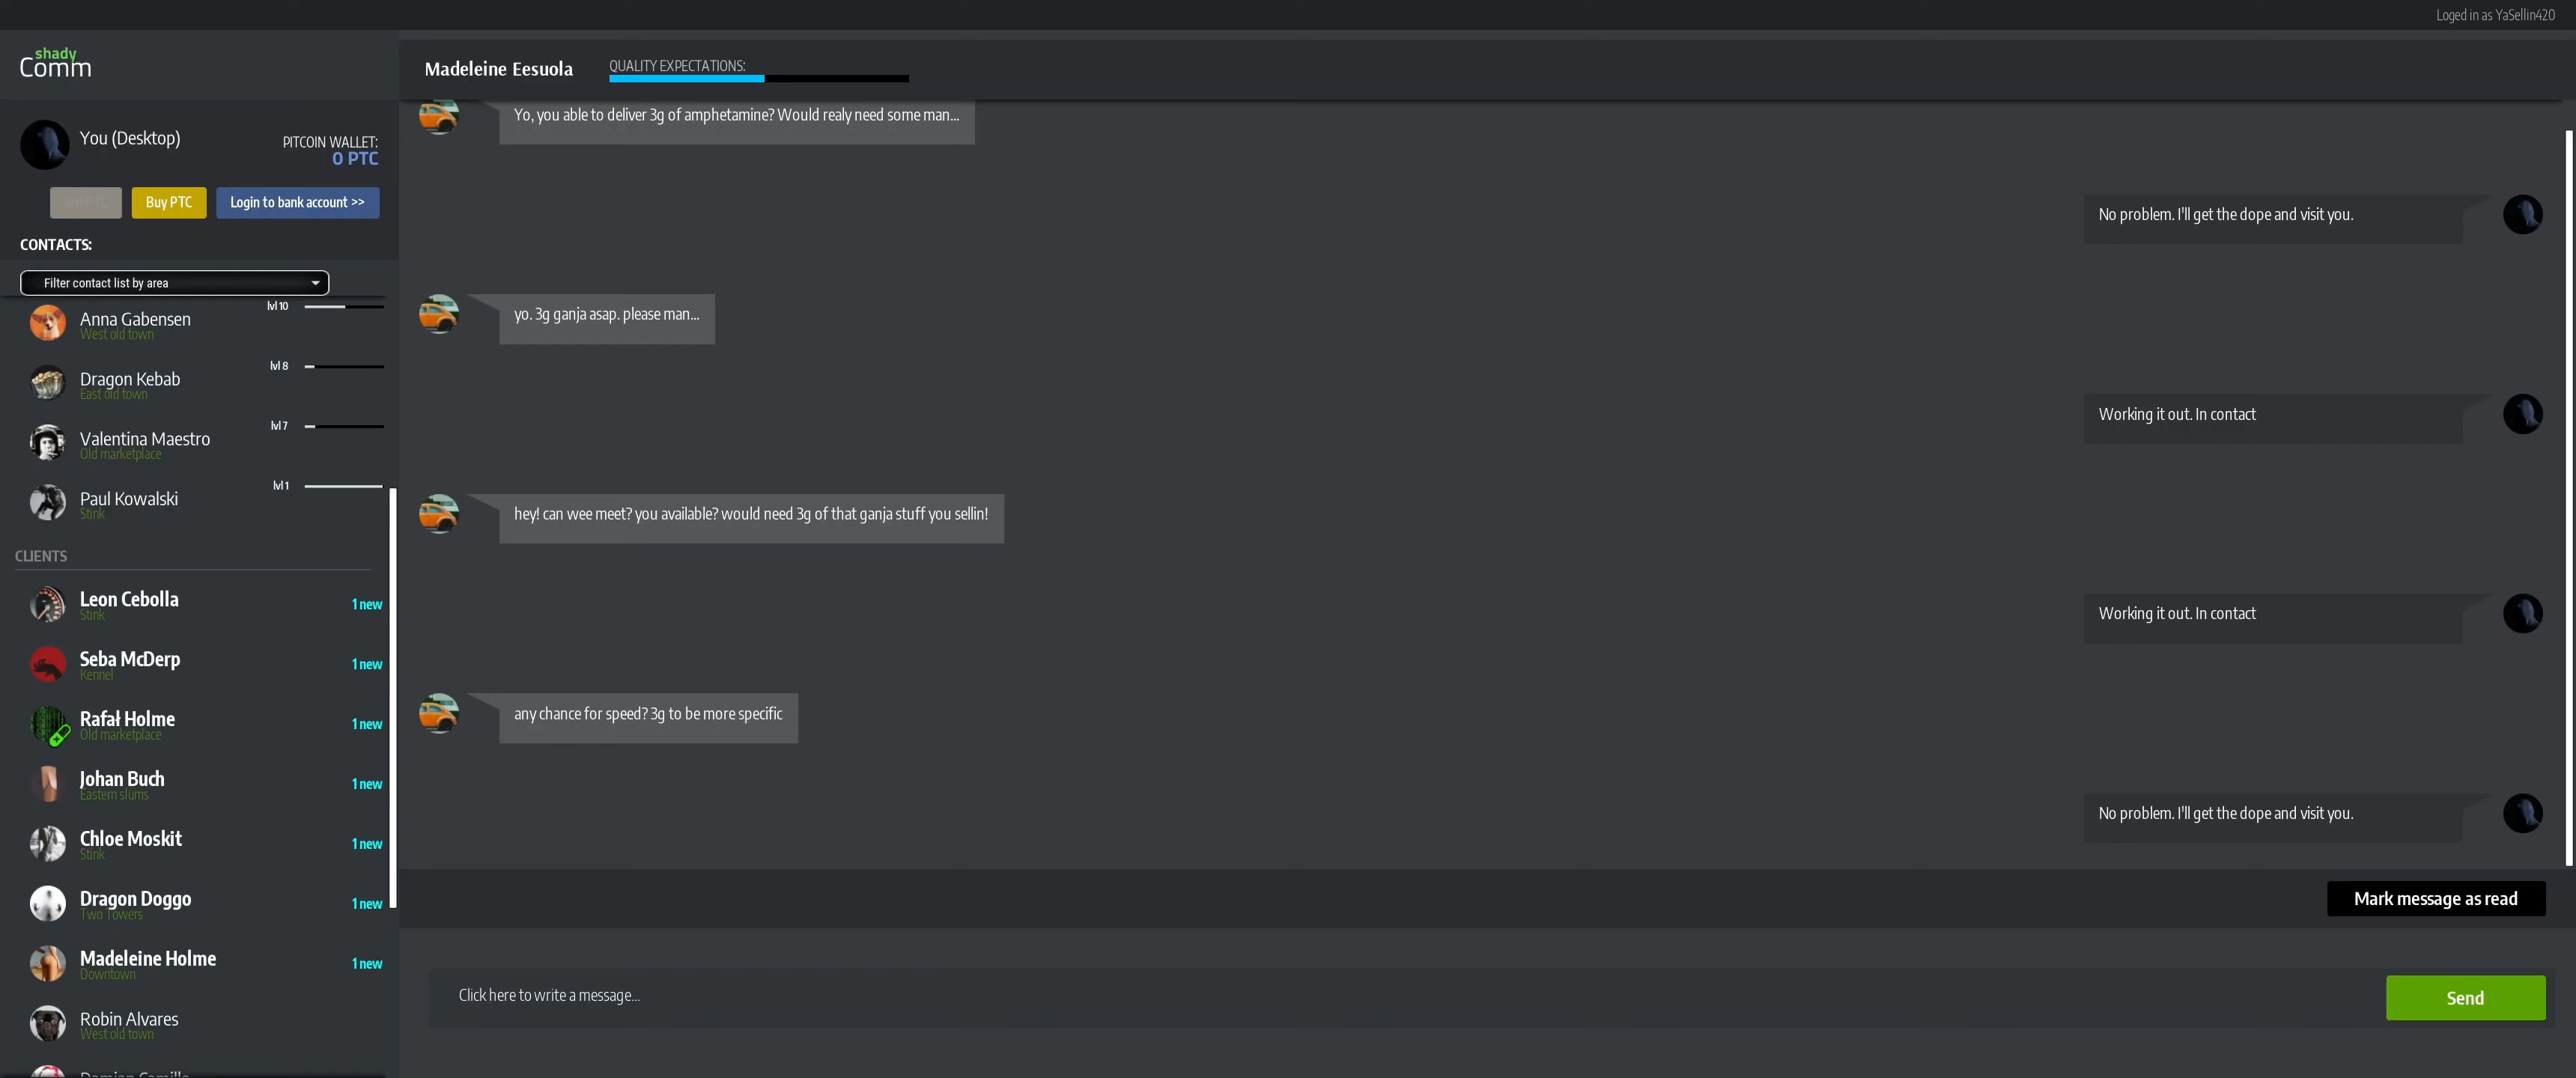 Loged in as YaSellin420
shady
Comm
You (Desktop)
PITCOIN WALLET:
0 PTC
Buy PTC
Login to bank account >>
CONTACTS:
Filter contact list by area
Anna Gabensen
West old town
lvl 10
Dragon Kebab
East old town
lvl 8
Valentina Maestro
Old marketplace
lvl 7
Paul Kowalski
Stink
lvl 1
CLIENTS
Leon Cebolla
Stink
1 new
Seba McDerp
Kennel
1 new
Rafał Holme
Old marketplace
1 new
Johan Buch
Eastern slums
1 new
Chloe Moskit
Stink
1 new
Dragon Doggo
Two Towers
1 new
Madeleine Holme
Downtown
1 new
Robin Alvares
West old town
Madeleine Eesuola
QUALITY EXPECTATIONS:
Yo, you able to deliver 3g of amphetamine? Would realy need some man...
No problem. I'll get the dope and visit you.
yo. 3g ganja asap. please man...
Working it out. In contact
hey! can wee meet? you available? would need 3g of that ganja stuff you sellin!
Working it out. In contact
any chance for speed? 3g to be more specific
No problem. I'll get the dope and visit you.
Mark message as read
Click here to write a message...
Send